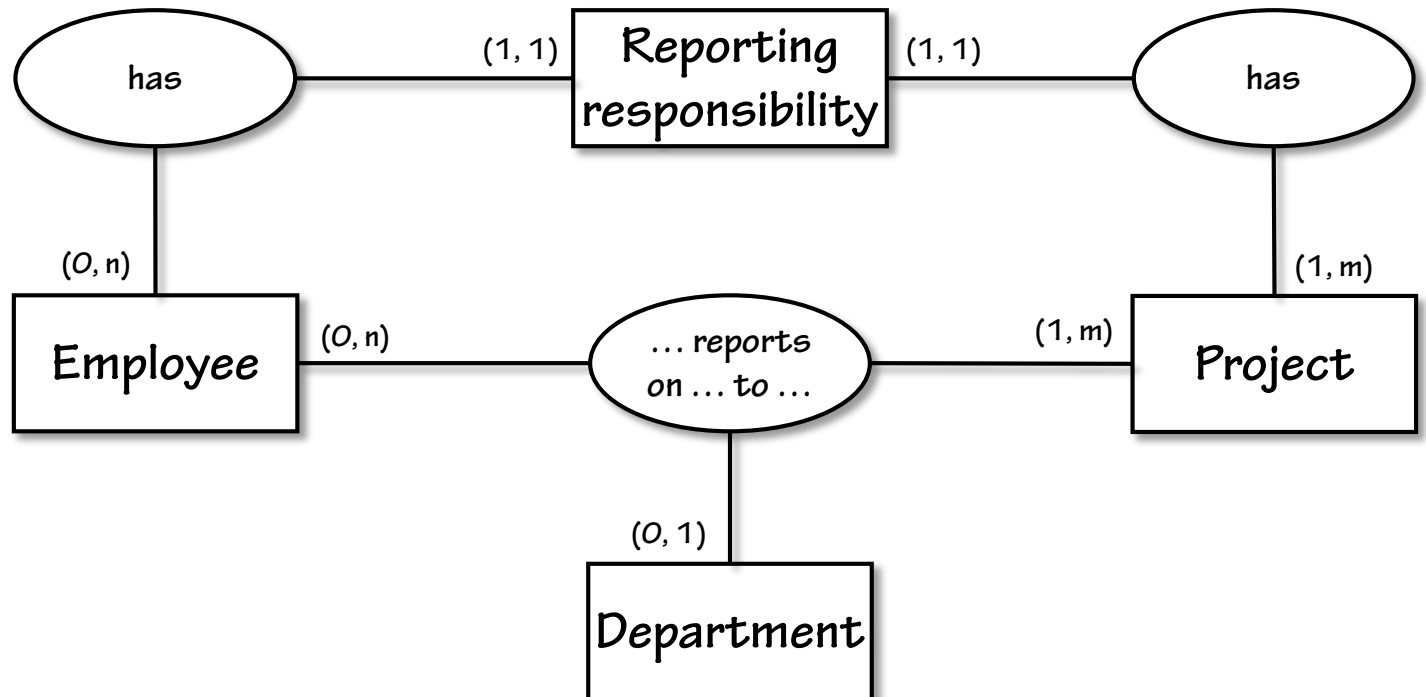 has
(1, 1)
Reporting
responsibility
(1, 1)
has
(0, n)
(1, m)
Employee
(0, n)
... reports
on ... to ...
(1, m)
Project
(0, 1)
Department